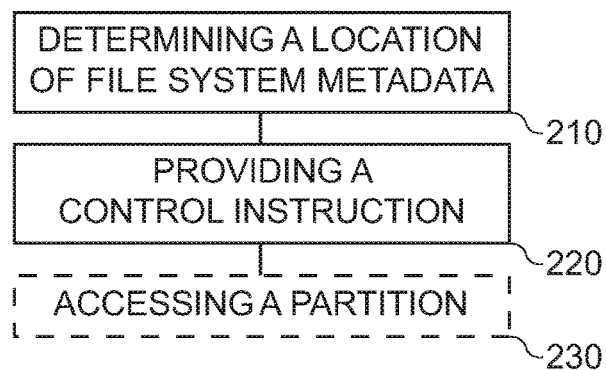 DETERMINING A LOCATION
OF FILE SYSTEM METADATA
210
PROVIDING A
CONTROL INSTRUCTION
220
ACCESSING A PARTITION
230